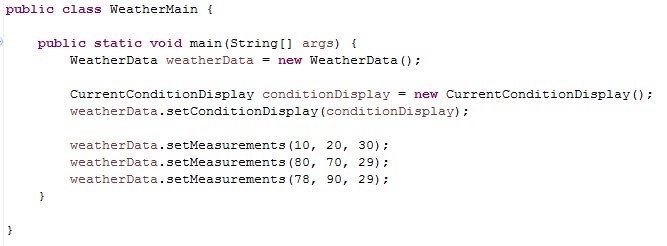 public class WeatherMain {
public static void main(String[] args) {
WeatherData weatherData = new WeatherData();
CurrentConditionDisplay conditionDisplay = new CurrentConditionDisplay();
weatherData.setConditionDisplay(conditionDisplay);
weatherData.setMeasurements(10, 20, 30);
weatherData.setMeasurements(80, 70, 29);
weatherData.setMeasurements(78, 90, 29);
}
}